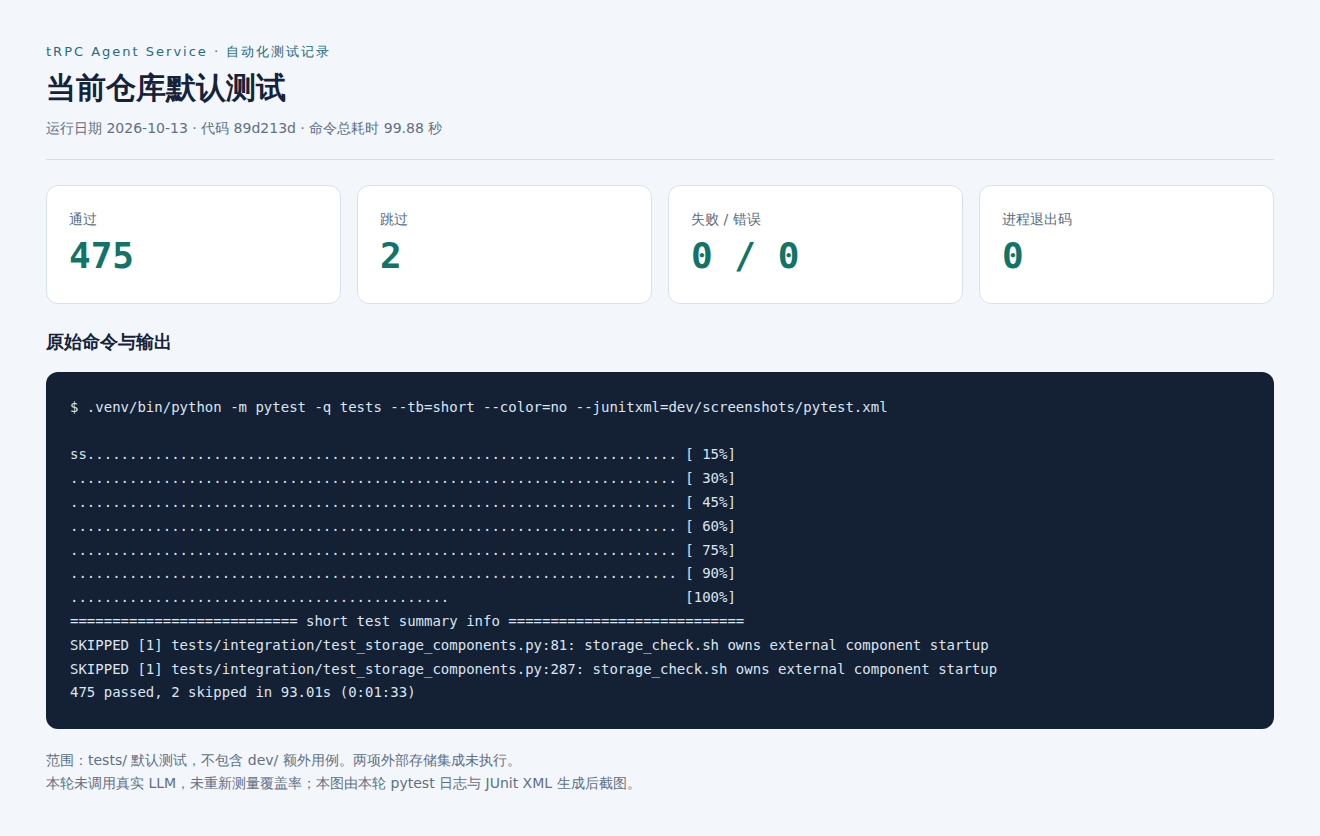 tRPC Agent Service · 自动化测试记录
当前仓库默认测试
运行日期 2026-10-13 · 代码 89d213d · 命令总耗时 99.88 秒
通过
475
跳过
2
失败 / 错误
0 / 0
进程退出码
0
原始命令与输出
$ .venv/bin/python -m pytest -q tests --tb=short --color=no --junitxml=dev/screenshots/pytest.xml
ss...................................................................... [ 15%]
........................................................................ [ 30%]
........................................................................ [ 45%]
........................................................................ [ 60%]
........................................................................ [ 75%]
........................................................................ [ 90%]
.............................................                            [100%]
=========================== short test summary info ============================
SKIPPED [1] tests/integration/test_storage_components.py:81: storage_check.sh owns external component startup
SKIPPED [1] tests/integration/test_storage_components.py:287: storage_check.sh owns external component startup
475 passed, 2 skipped in 93.01s (0:01:33)
范围：tests/ 默认测试，不包含 dev/ 额外用例。两项外部存储集成未执行。
本轮未调用真实 LLM，未重新测量覆盖率；本图由本轮 pytest 日志与 JUnit XML 生成后截图。